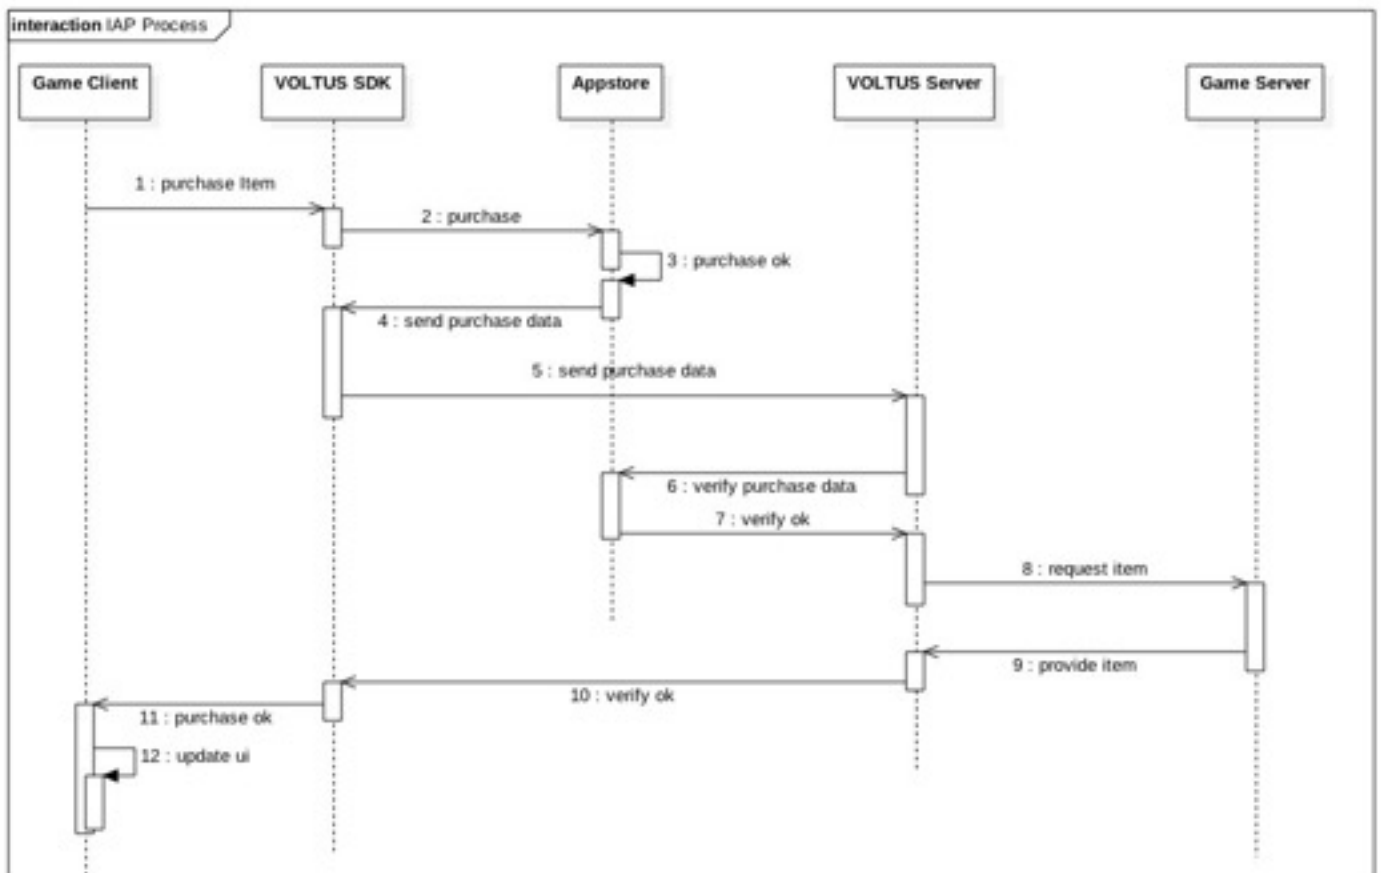 interaction IAP Process
Game Client
VOLTUS SDK
Appstore
VOLTUS Server
Game Server
1 : purchase Item
2 : purchase
3 : purchase ok
4 : send purchase data
5 : send purchase data
6 : verify purchase data
7 : verify ok
8 : request item
9 : provide item
10 : verify ok
11 : purchase ok
12 : update ui